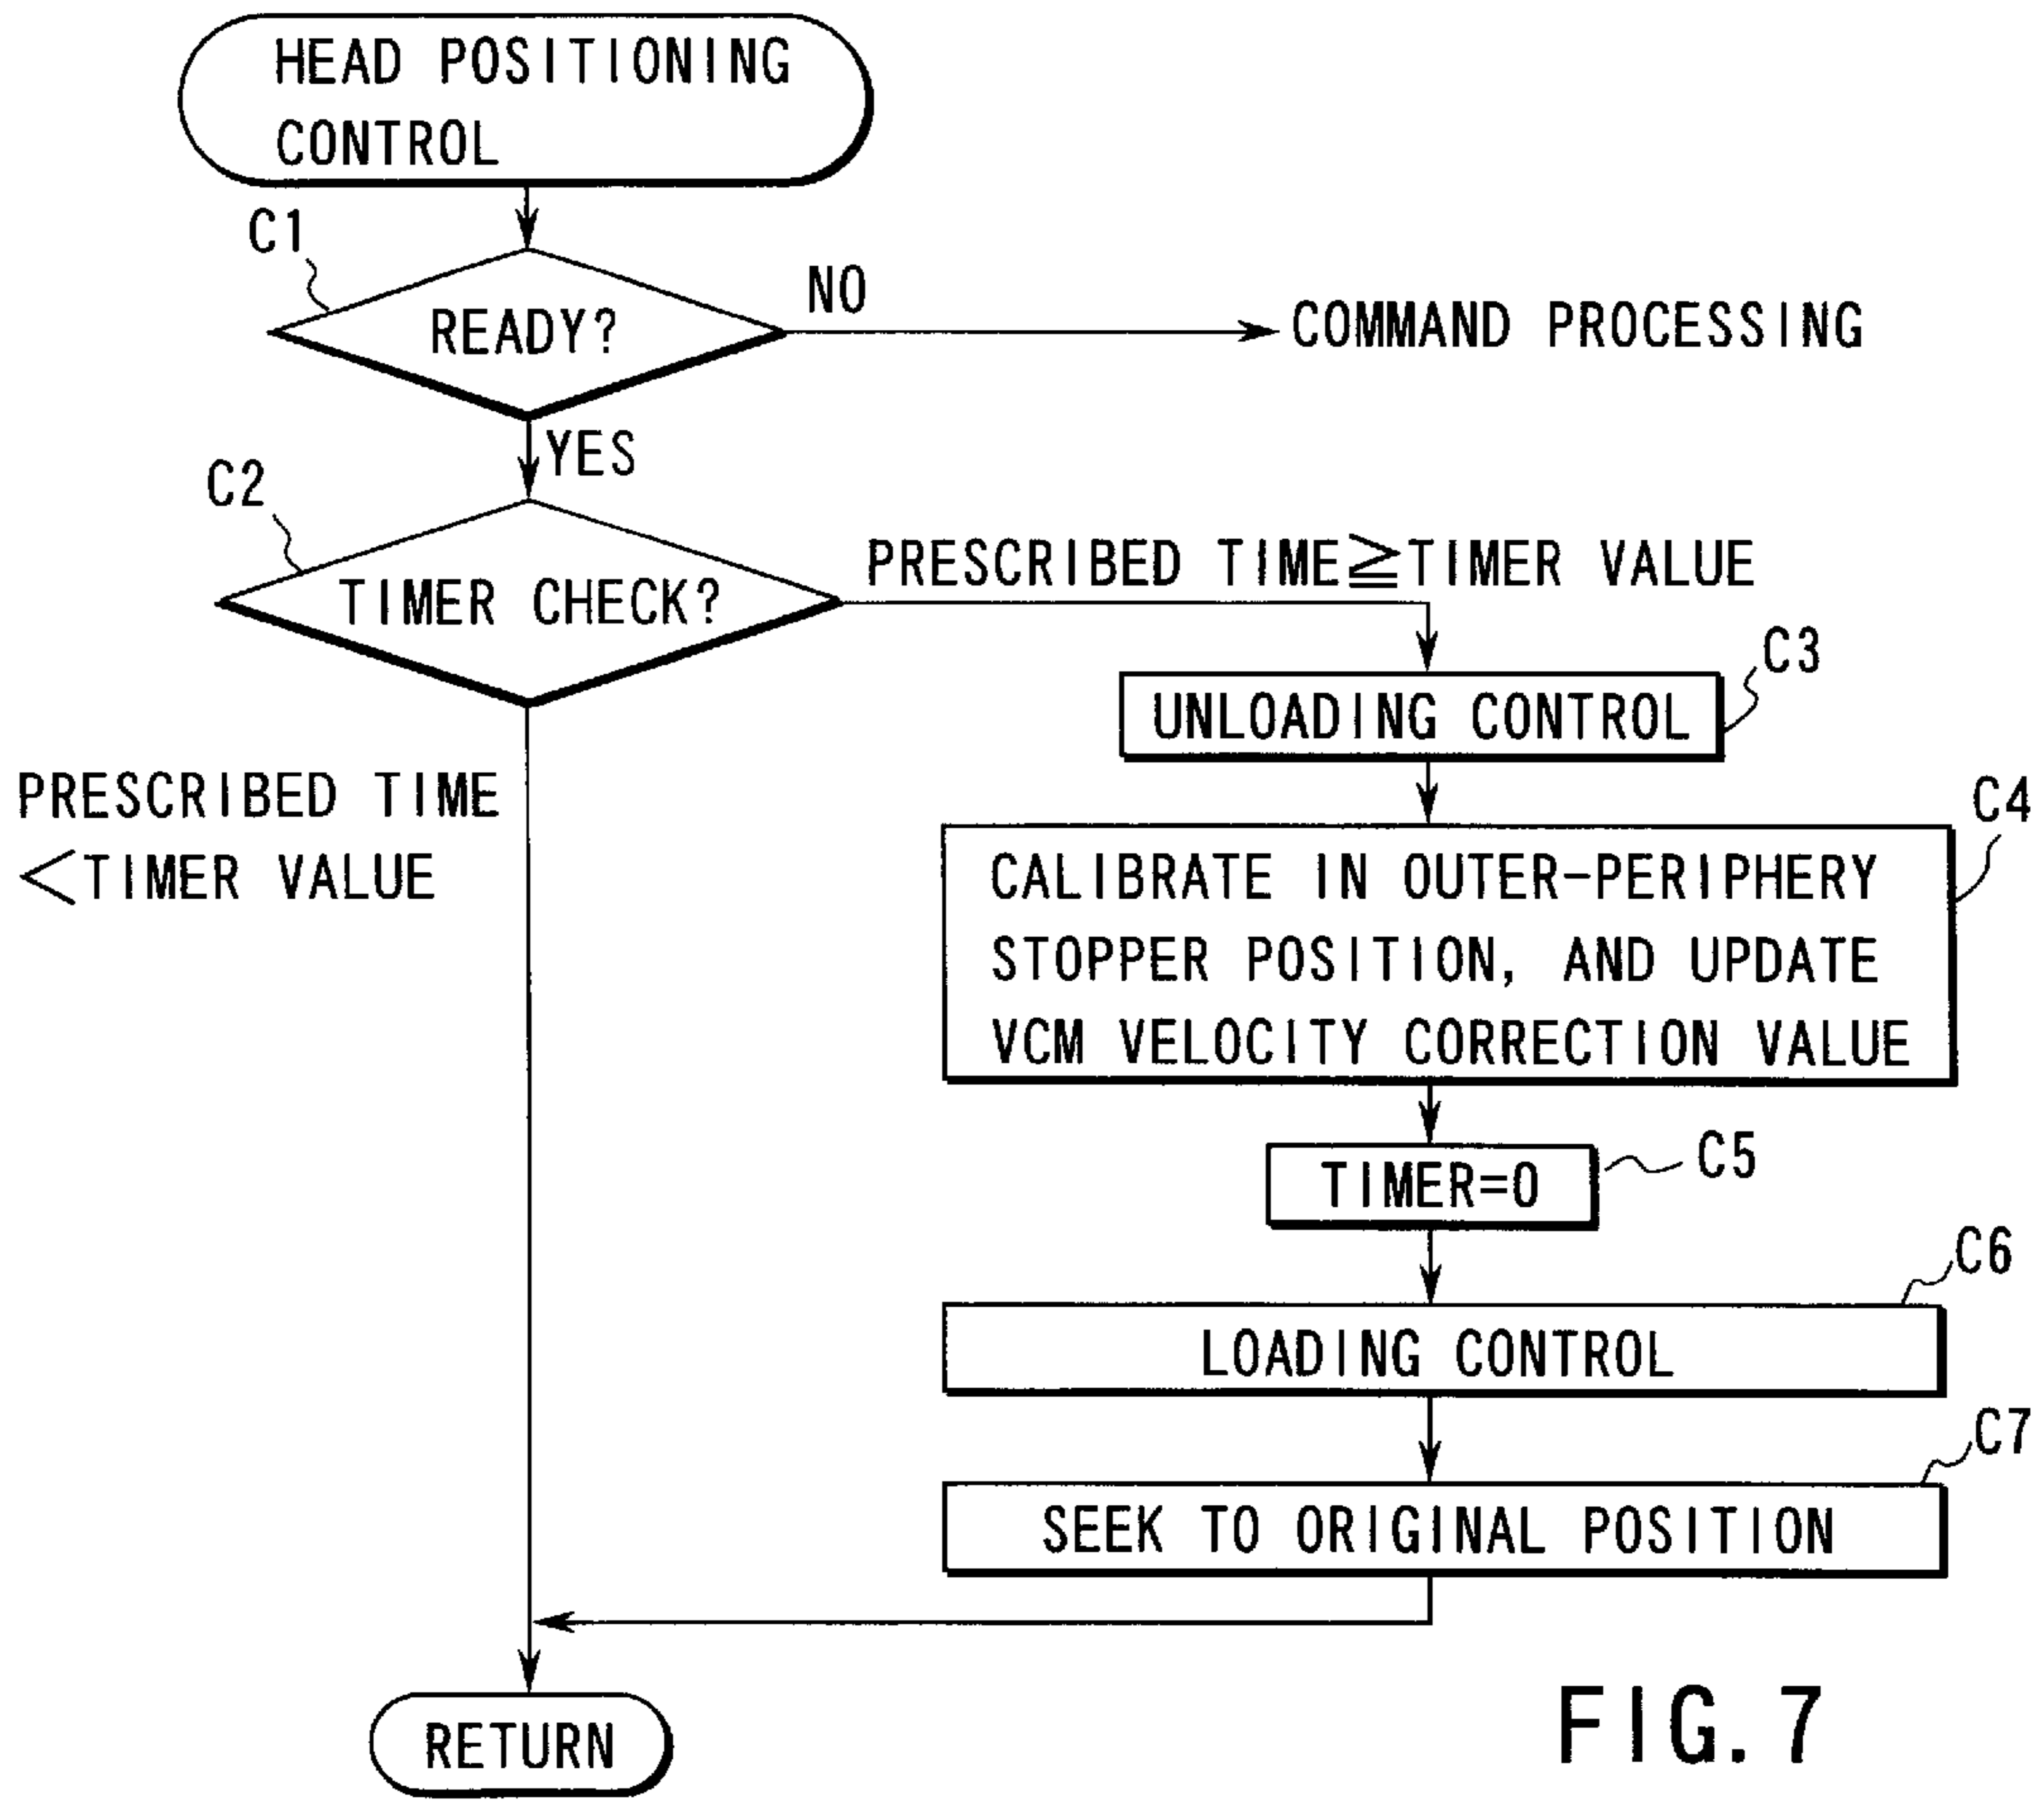 HEAD POSITIONING
CONTROL
C1
READY?
NO
COMMAND PROCESSING
YES
C2
TIMER CHECK?
PRESCRIBED TIME≧TIMER VALUE
C3
UNLOADING CONTROL
PRESCRIBED TIME
<TIMER VALUE
C4
CALIBRATE IN OUTER-PERIPHERY
STOPPER POSITION, AND UPDATE
VCM VELOCITY CORRECTION VALUE
C5
TIMER=0
C6
LOADING CONTROL
C7
SEEK TO ORIGINAL POSITION
RETURN
FIG. 7